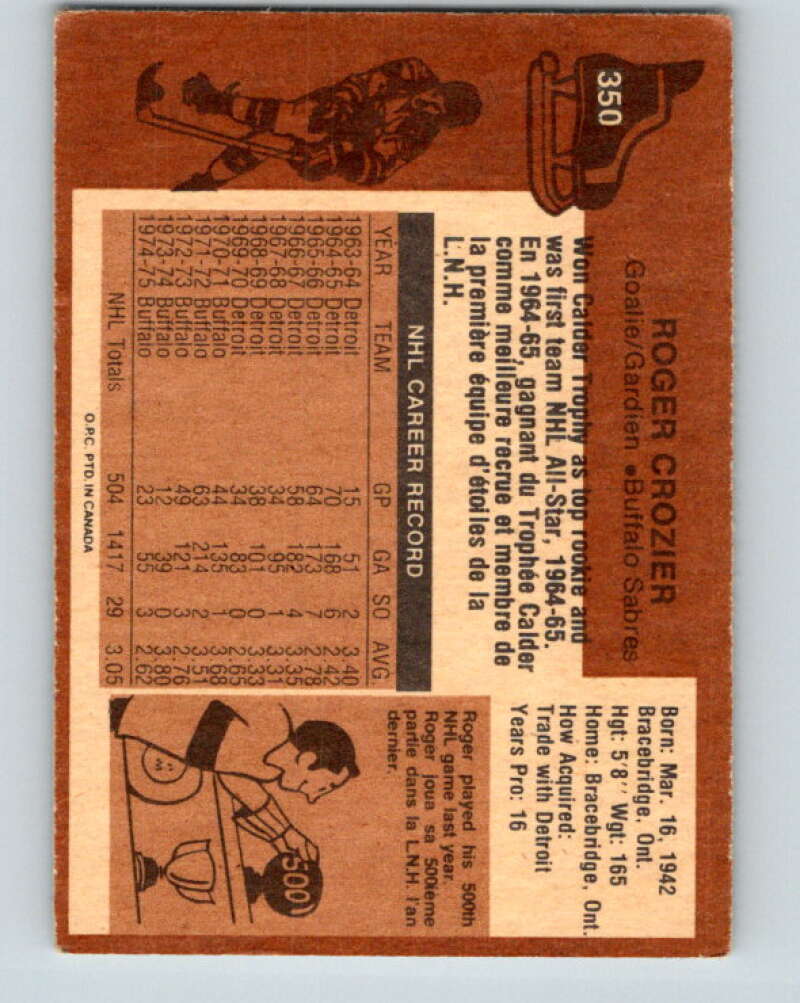 350
ROGER CROZIER
Goalie/Gardien •Buffalo Sabres
Born: Mar. 16, 1942
Bracebridge, Ont.
Hgt: 5'8'' Wgt: 165
Home: Bracebridge, Ont.
How Acquired:
Trade with Detroit
Years Pro: 16
Won Calder Trophy as top rookie and
was first team NHL All-Star, 1964-65.
En 1964-65, gagnant du Trophée Calder
comme meilleure recrue et membre de
la première équipe d'étoiles de la
L.N.H.
NHL CAREER RECORD
YEAR TEAM GP GA SO AVG
1963-64 Detroit 15 51 2 3.40
1964-65 Detroit 70 168 6 2.42
1965-66 Detroit 64 173 7 2.78
1966-67 Detroit 58 182 4 3.35
1967-68 Detroit 34 95 1 3.31
1968-69 Detroit 38 101 0 3.33
1969-70 Detroit 34 83 0 2.65
1970-71 Buffalo 44 135 1 3.68
1971-72 Buffalo 63 214 2 3.51
1972-73 Buffalo 49 121 3 2.76
1973-74 Buffalo 12 39 0 3.80
1974-75 Buffalo 23 55 3 2.62
NHL Totals 504 1417 29 3.05
O.P.C. PTD. IN CANADA
Roger played his 500th
NHL game last year.
Roger joua sa 500ième
partie dans la L.N.H. l'an
dernier.
500